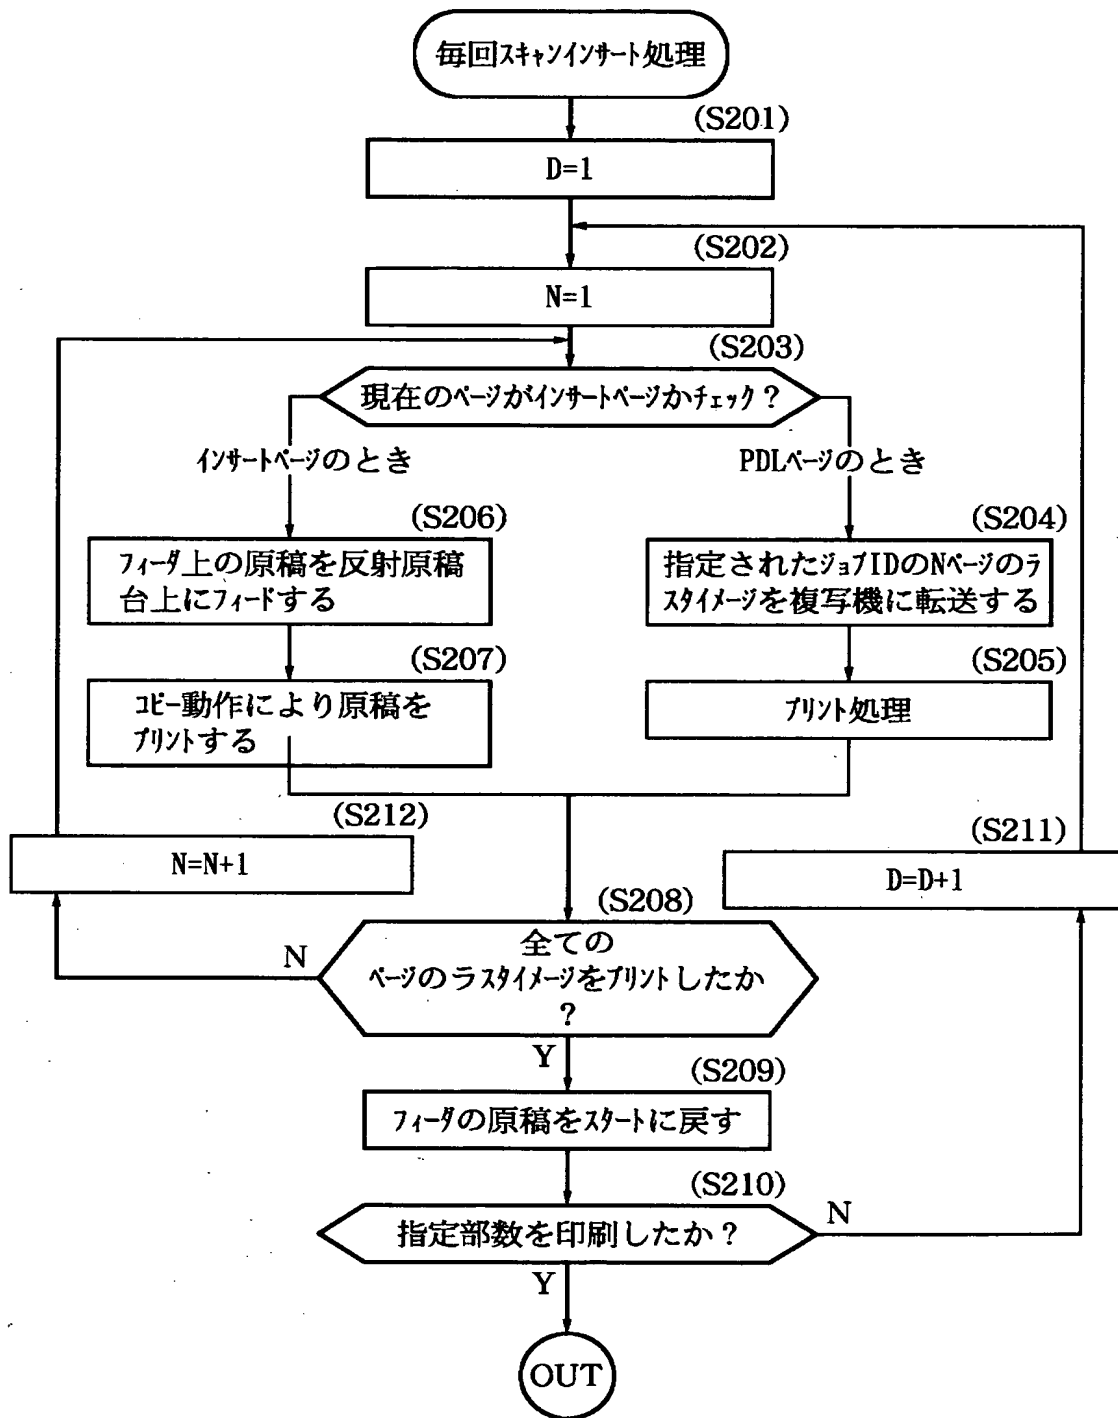 毎回スキャンインサート処理
(S201)
D=1
(S202)
N=1
(S203)
現在のページがインサートページかチェック？
インサートページのとき
PDLページのとき
(S206)
フィーダ上の原稿を反射原稿
台上にフィードする
(S204)
指定されたジョブIDのNページのラ
スタイメージを複写機に転送する
(S207)
コピー動作により原稿を
プリントする
(S205)
プリント処理
(S212)
N=N+1
(S211)
D=D+1
(S208)
全ての
ページのラスタイメージをプリントしたか
？
N
Y
(S209)
フィーダの原稿をスタートに戻す
(S210)
指定部数を印刷したか？
N
Y
OUT